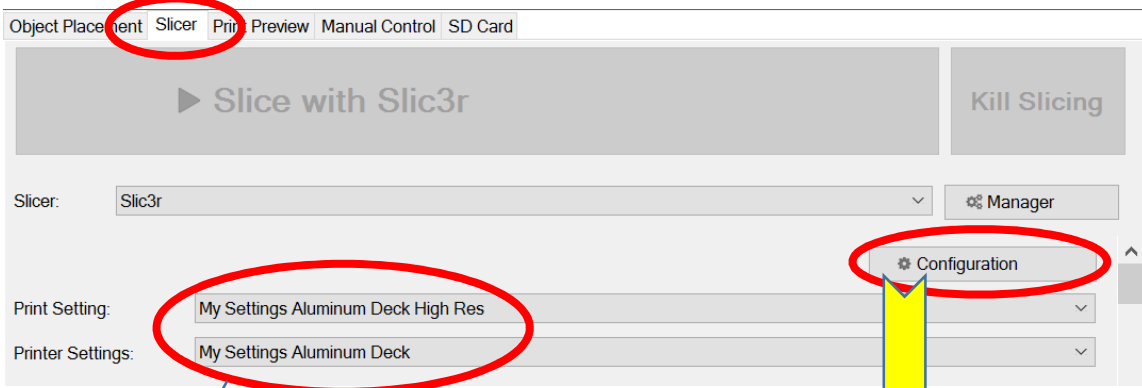 Object Placement Slicer Print Preview Manual Control SD Card
Slice with Slic3r Kill Slicing
Slicer: Slic3r Manager
Configuration
Print Setting: My Settings Aluminum Deck High Res
Printer Settings: My Settings Aluminum Deck